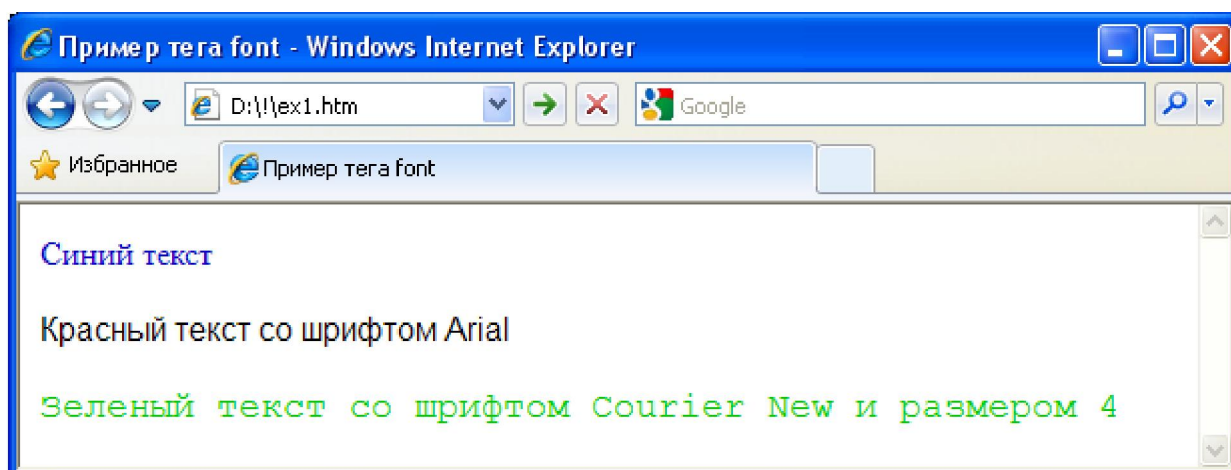 Пример тега font - Windows Internet Explorer
D:\!\ex1.htm
Google
Избранное
Пример тега font
Синий текст
Красный текст со шрифтом Arial
Зеленый текст со шрифтом Courier New и размером 4